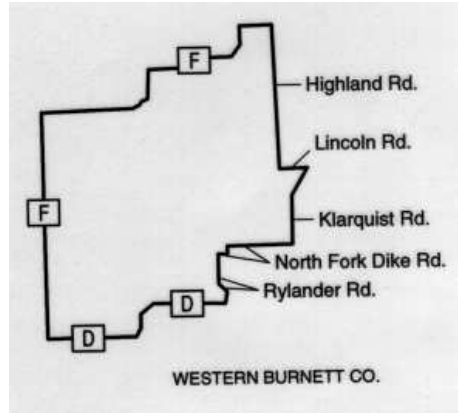 F
Highland Rd.
Lincoln Rd.
F
Klarquist Rd.
North Fork Dike Rd.
Rylander Rd.
D
D
WESTERN BURNETT CO.